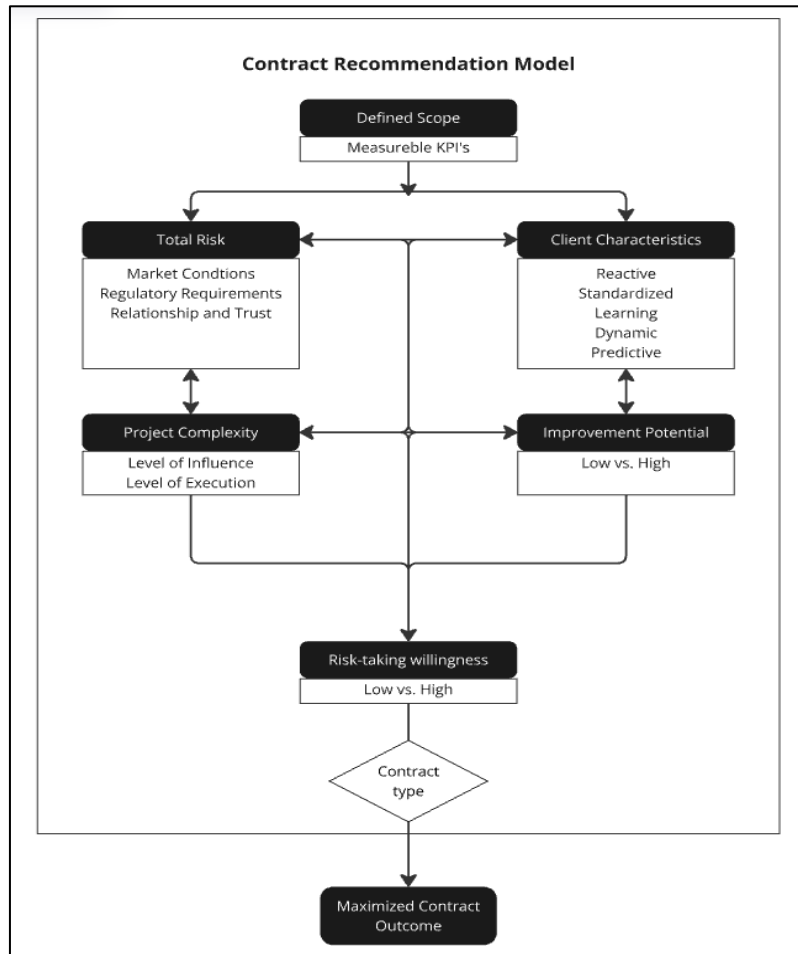 Contract Recommendation Model
Defined Scope
Measureble KPI's
Total Risk
Market Condtions
Regulatory Requirements
Relationship and Trust
Client Characteristics
Reactive
Standardized
Learning
Dynamic
Predictive
Project Complexity
Level of Influence
Level of Execution
Improvement Potential
Low vs. High
Risk-taking willingness
Low vs. High
Contract
type
Maximized Contract
Outcome